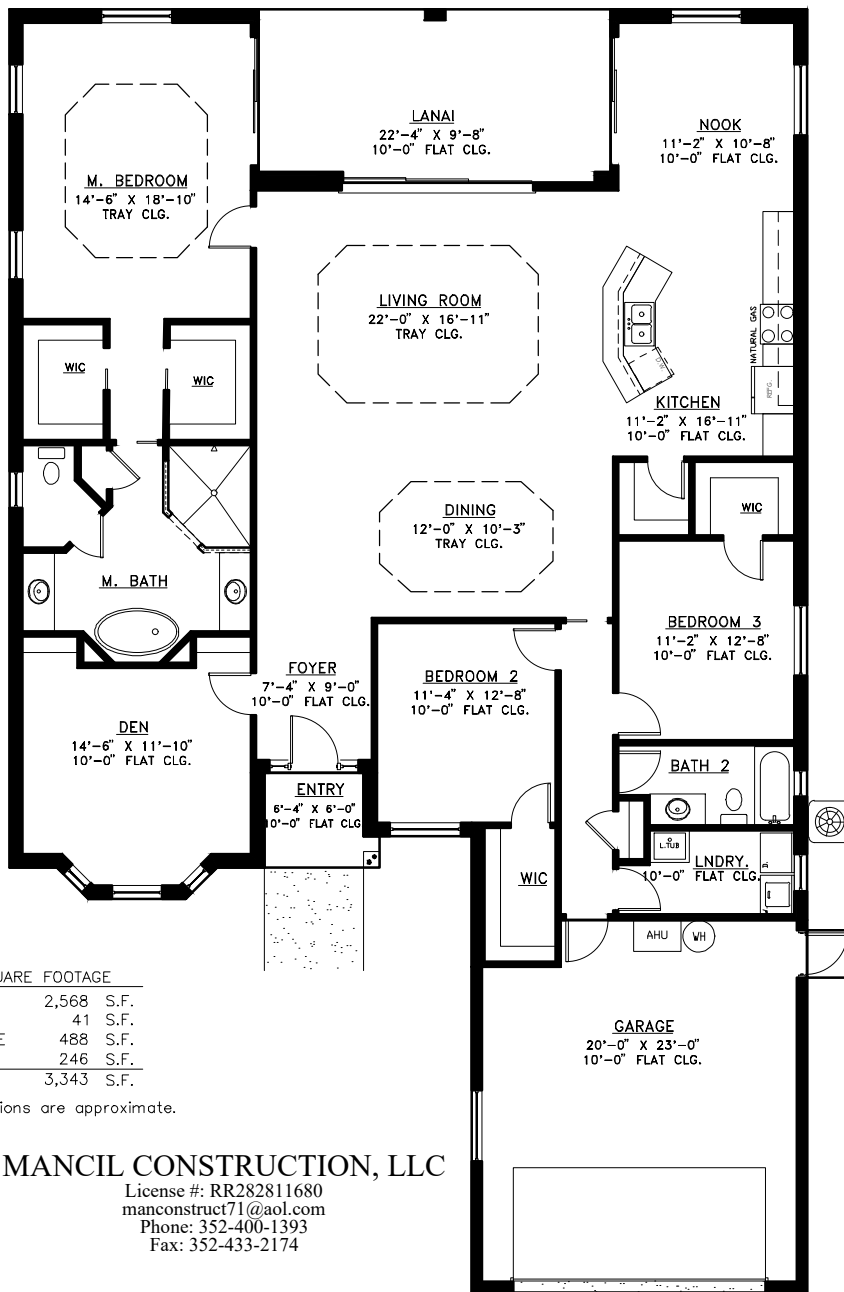 LANAI
22'-4" X 9'-8"
10'-0" FLAT CLG.
NOOK
11'-2" X 10'-8"
10'-0" FLAT CLG.
M. BEDROOM
14'-6" X 18'-10"
TRAY CLG.
LIVING ROOM
22'-0" X 16'-11"
TRAY CLG.
NATURAL GAS
D.W.
REFG.
WIC
WIC
KITCHEN
11'-2" X 16'-11"
10'-0" FLAT CLG.
DINING
12'-0" X 10'-3"
TRAY CLG.
WIC
M. BATH
BEDROOM 3
11'-2" X 12'-8"
10'-0" FLAT CLG.
FOYER
7'-4" X 9'-0"
10'-0" FLAT CLG.
BEDROOM 2
11'-4" X 12'-8"
10'-0" FLAT CLG.
DEN
14'-6" X 11'-10"
10'-0" FLAT CLG.
BATH 2
ENTRY
6'-4" X 6'-0"
10'-0" FLAT CLG
L.TUB
LNDRY.
10'-0" FLAT CLG.
D.
WIC
AHU
WH
UARE FOOTAGE
2,568 S.F.
41 S.F.
E 488 S.F.
246 S.F.
3,343 S.F.
ions are approximate.
GARAGE
20'-0" X 23'-0"
10'-0" FLAT CLG.
MANCIL CONSTRUCTION, LLC
License #: RR282811680
manconstruct71@aol.com
Phone: 352-400-1393
Fax: 352-433-2174